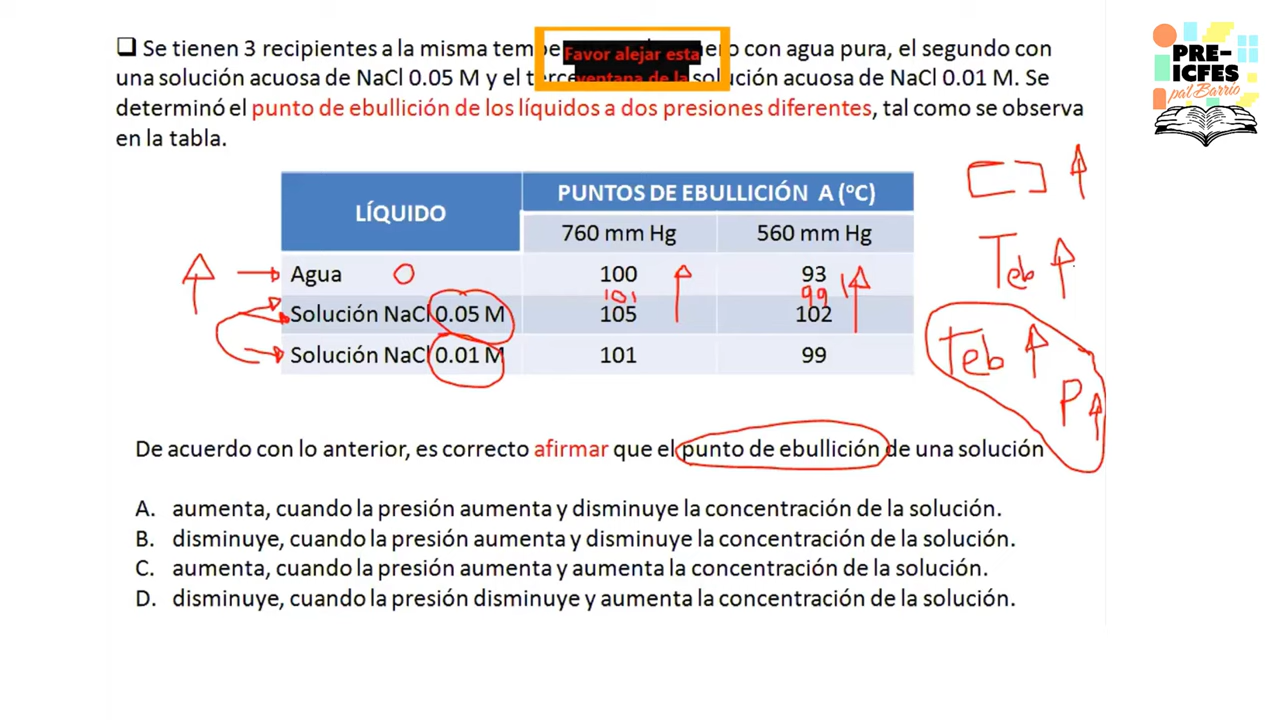 ❑ Se tienen 3 recipientes a la misma tempe nero con agua pura, el segundo con
Favor alejar esta
una solución acuosa de NaCl 0.05 M y el terce solución acuosa de NaCl 0.01 M. Se
ventana de la
determinó el punto de ebullición de los líquidos a dos presiones diferentes, tal como se observa
en la tabla.
PRE-
ICFES
pa'l Barrio
LÍQUIDO
PUNTOS DE EBULLICIÓN A (°C)
760 mm Hg 560 mm Hg
Agua 0 100 93
101 99
Solución NaCl 0.05 M 105 102
Solución NaCl 0.01 M 101 99
[ ] ↑
Teb ↑
Teb ↑
P ↑
De acuerdo con lo anterior, es correcto afirmar que el punto de ebullición de una solución
A. aumenta, cuando la presión aumenta y disminuye la concentración de la solución.
B. disminuye, cuando la presión aumenta y disminuye la concentración de la solución.
C. aumenta, cuando la presión aumenta y aumenta la concentración de la solución.
D. disminuye, cuando la presión disminuye y aumenta la concentración de la solución.